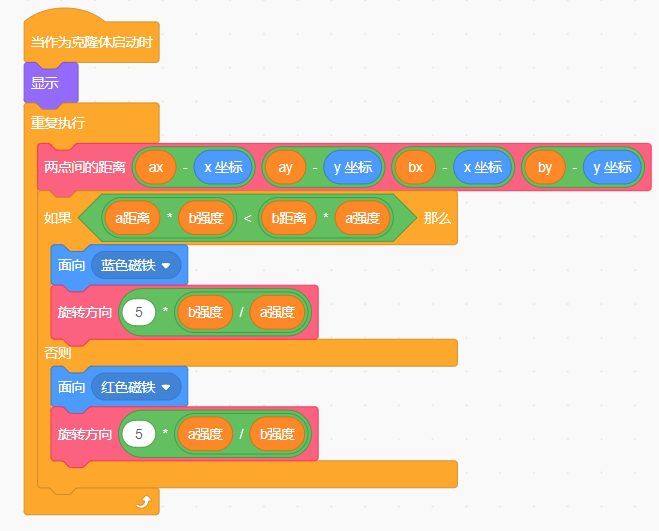 当作为克隆体启动时
显示
重复执行
两点间的距离 ax - x 坐标 ay - y 坐标 bx - x 坐标 by - y 坐标
如果 a距离 * b强度 < b距离 * a强度 那么
面向 蓝色磁铁
旋转方向 5 * b强度 / a强度
否则
面向 红色磁铁
旋转方向 5 * a强度 / b强度